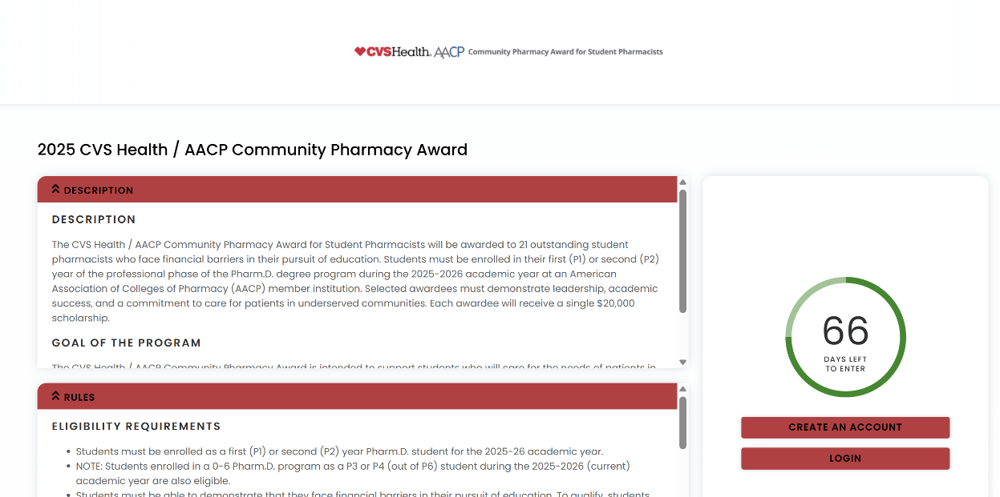 CVSHealth. AACP Community Pharmacy Award for Student Pharmacists
2025 CVS Health / AACP Community Pharmacy Award
DESCRIPTION
DESCRIPTION
The CVS Health / AACP Community Pharmacy Award for Student Pharmacists will be awarded to 21 outstanding student
pharmacists who face financial barriers in their pursuit of education. Students must be enrolled in their first (P1) or second (P2)
year of the professional phase of the Pharm.D. degree program during the 2025-2026 academic year at an American
Association of Colleges of Pharmacy (AACP) member institution. Selected awardees must demonstrate leadership, academic
success, and a commitment to care for patients in underserved communities. Each awardee will receive a single $20,000
scholarship.
GOAL OF THE PROGRAM
The CVS Health / AACP Community Pharmacy Award is intended to support students who will care for the needs of patients in
RULES
ELIGIBILITY REQUIREMENTS
• Students must be enrolled as a first (P1) or second (P2) year Pharm.D. student for the 2025-26 academic year.
• NOTE: Students enrolled in a 0-6 Pharm.D. program as a P3 or P4 (out of P6) student during the 2025-2026 (current)
academic year are also eligible.
• Students must be able to demonstrate that they face financial barriers in their pursuit of education. To qualify, students
66
DAYS LEFT
TO ENTER
CREATE AN ACCOUNT
LOGIN